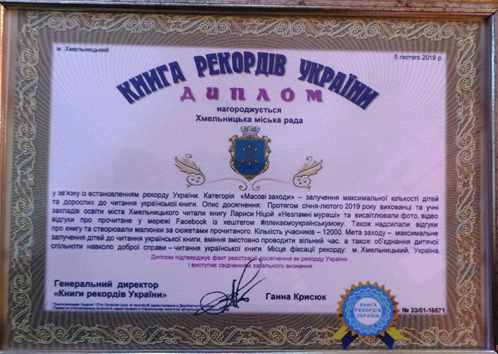 м. Хмельницький
5 лютого 2019 р.
КНИГА РЕКОРДІВ УКРАЇНИ
ДИПЛОМ
нагороджується
Хмельницька міська рада
у зв'язку із встановленням рекорду України. Категорія «Масові заходи» – залучення максимальної кількості дітей
та дорослих до читання української книги. Опис досягнення: Протягом січня-лютого 2019 року вихованці та учні
закладів освіти міста Хмельницького читали книгу Лариси Ніцой «Незламні мурашi» та висвітлювали фото, відео
відгуки про прочитане у мережі Facebook із хештегом Також надсилали відгуки
про книгу та створювали малюнки за сюжетами прочитаного. Кількість учасників – 12000. Мета заходу – максимальне
залучення дітей до читання української книги, вміння змістовно проводити вільний час, а також об'єднання дитячої
спільноти навколо доброї справи – читання української книги. Місце фіксації рекорду: м. Хмельницький, Україна.
Диплом підтверджує факт реєстрації досягнення як рекорду України
і виступає свідченням загального визнання
Генеральний директор
«Книги рекордів України»
Ганна Крисюк
КНИГА
РЕКОРДІВ
УКРАЇНИ
№ 33/01-16671